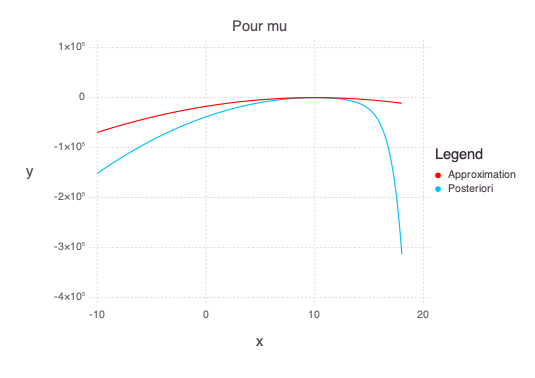 Pour mu
1×10⁵
0
-1×10⁵
-2×10⁵
-3×10⁵
-4×10⁵
y
-10 0 10 20
x
Legend
Approximation
Posteriori